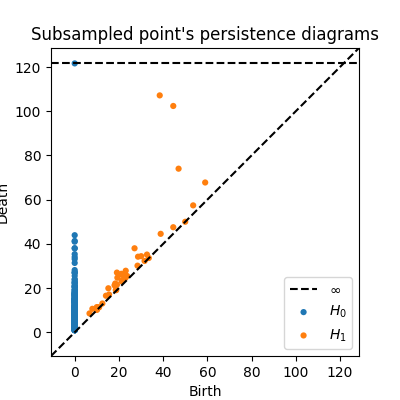 Subsampled point's persistence diagrams
120
100
80
60
40
20
0
Death
0 20 40 60 80 100 120
Birth
∞
H₀
H₁